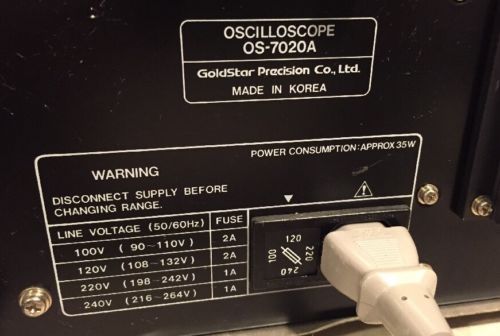 OSCILLOSCOPE
OS-7020A
GoldStar Precision Co., Ltd.
MADE IN KOREA
POWER CONSUMPTION: APPROX 35W
WARNING
DISCONNECT SUPPLY BEFORE
CHANGING RANGE.
LINE VOLTAGE (50/60Hz) FUSE
100V (90~110V) 2A
120V (108~132V) 2A
220V (198~242V) 1A
240V (216~264V) 1A
120
100
220
240